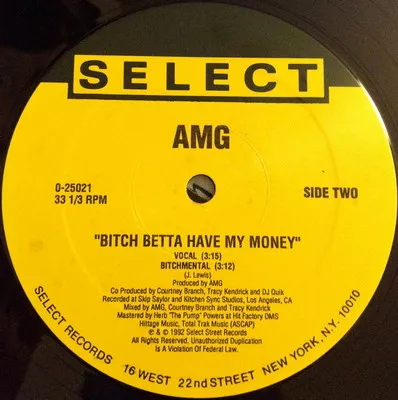 SELECT
AMG
0-25021
33 1/3 RPM
SIDE TWO
"BITCH BETTA HAVE MY MONEY"
VOCAL (3:15)
BITCHMENTAL (3:12)
(J. Lewis)
Produced by AMG
Co Produced by Courtney Branch, Tracy Kendrick and DJ Quik
Recorded at Skip Saylor and Kitchen Sync Studios, Los Angeles, CA
Mixed by AMG, Courtney Branch and Tracy Kendrick
Mastered by Herb "The Pump" Powers at Hit Factory DMS
Hittage Music, Total Trak Music (ASCAP)
℗ & © 1992 Select Street Records
All Rights Reserved, Unauthorized Duplication
Is A Violation Of Federal Law.
SELECT RECORDS 16 WEST 22nd STREET NEW YORK, N.Y. 10010